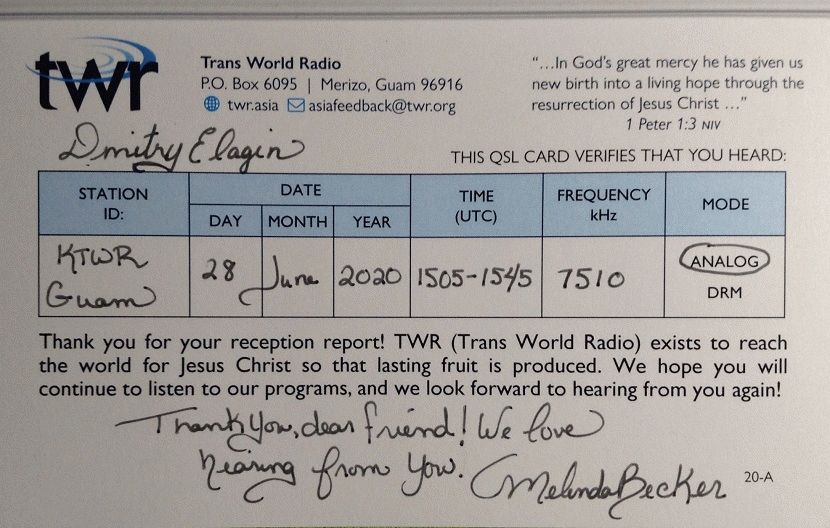 twr
Trans World Radio
P.O. Box 6095 | Merizo, Guam 96916
twr.asia asiafeedback@twr.org
“...In God’s great mercy he has given us
new birth into a living hope through the
resurrection of Jesus Christ ...”
1 Peter 1:3 NIV
Dmitry Elagin
THIS QSL CARD VERIFIES THAT YOU HEARD:
STATION ID: DATE TIME (UTC) FREQUENCY kHz MODE
DAY MONTH YEAR
KTWR Guam 28 June 2020 1505-1545 7510 ANALOG
DRM
Thank you for your reception report! TWR (Trans World Radio) exists to reach
the world for Jesus Christ so that lasting fruit is produced. We hope you will
continue to listen to our programs, and we look forward to hearing from you again!
Thank you, dear friend! We love
hearing from you. Melinda Becker
20-A